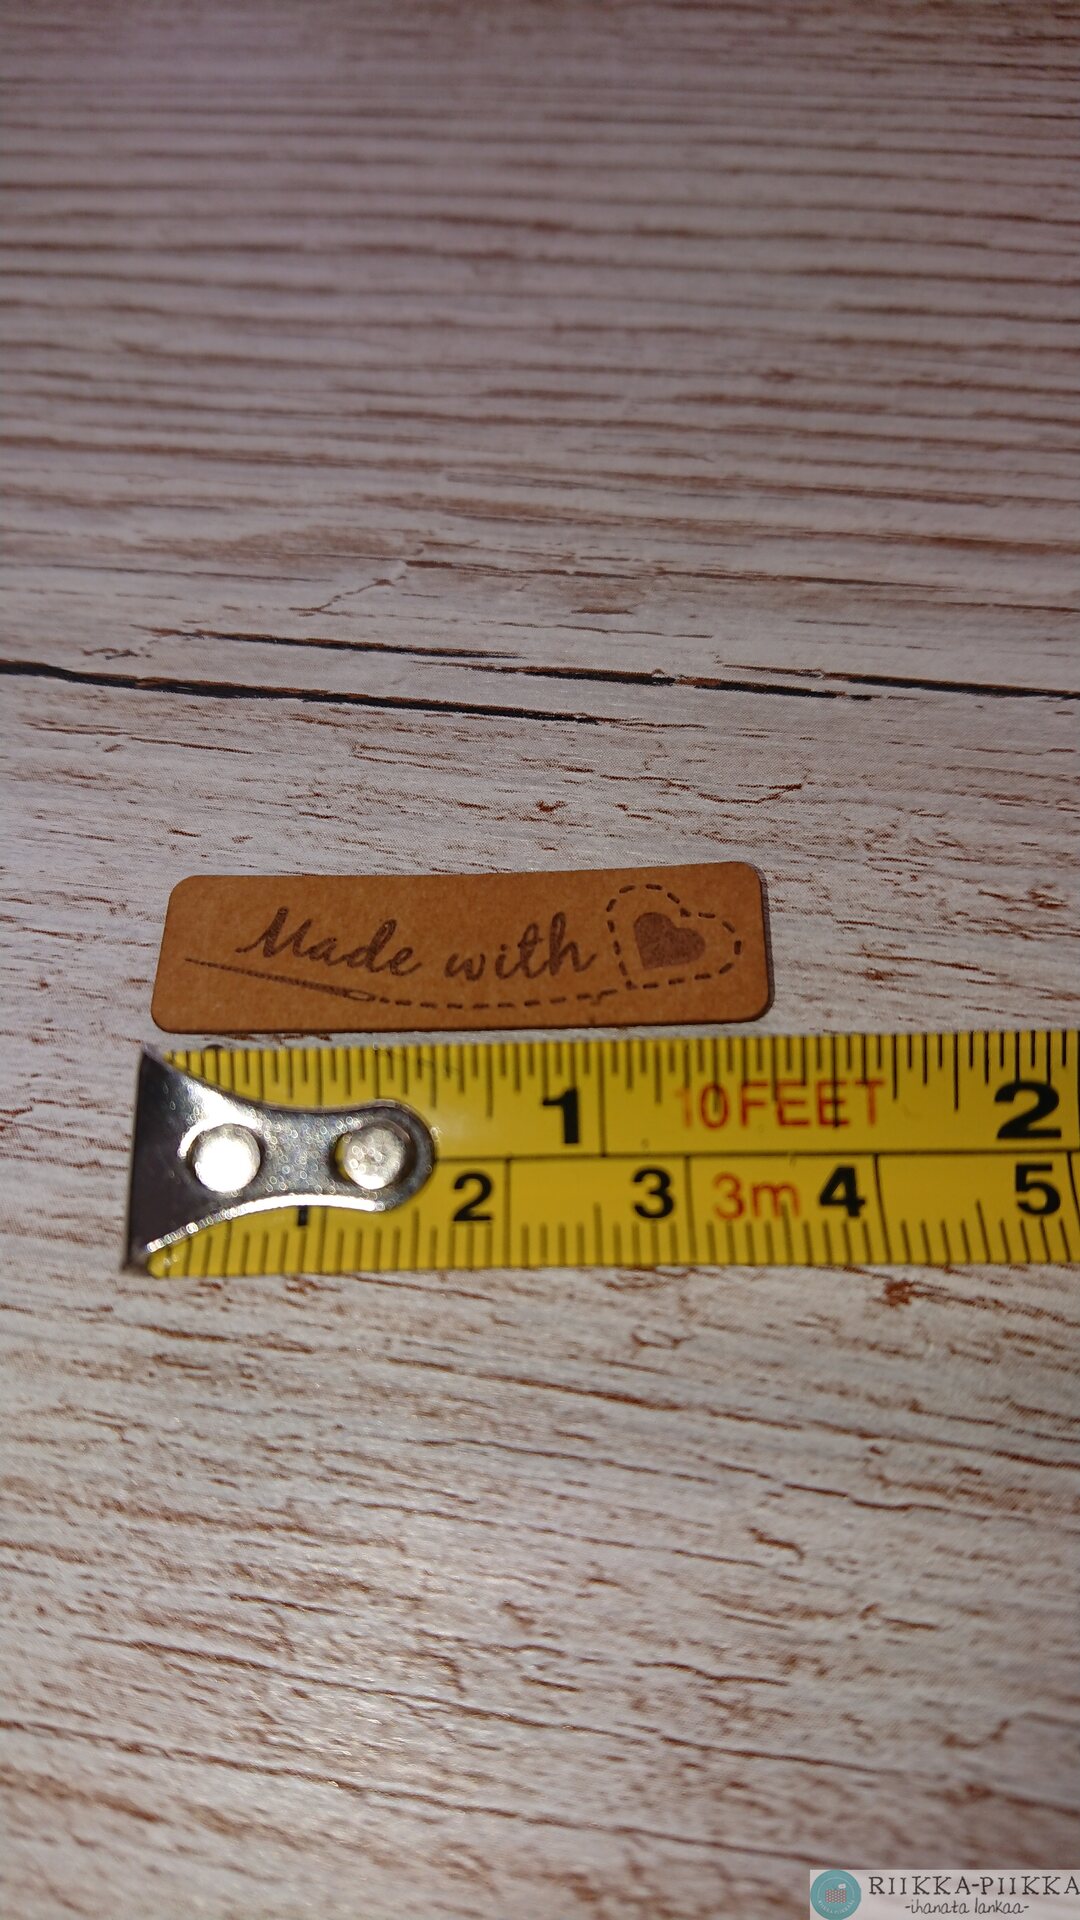 Made with
1 10FEET 2
2 3 3m 4 5
RIIKKA-PIIKKA
-ihanata lankaa-